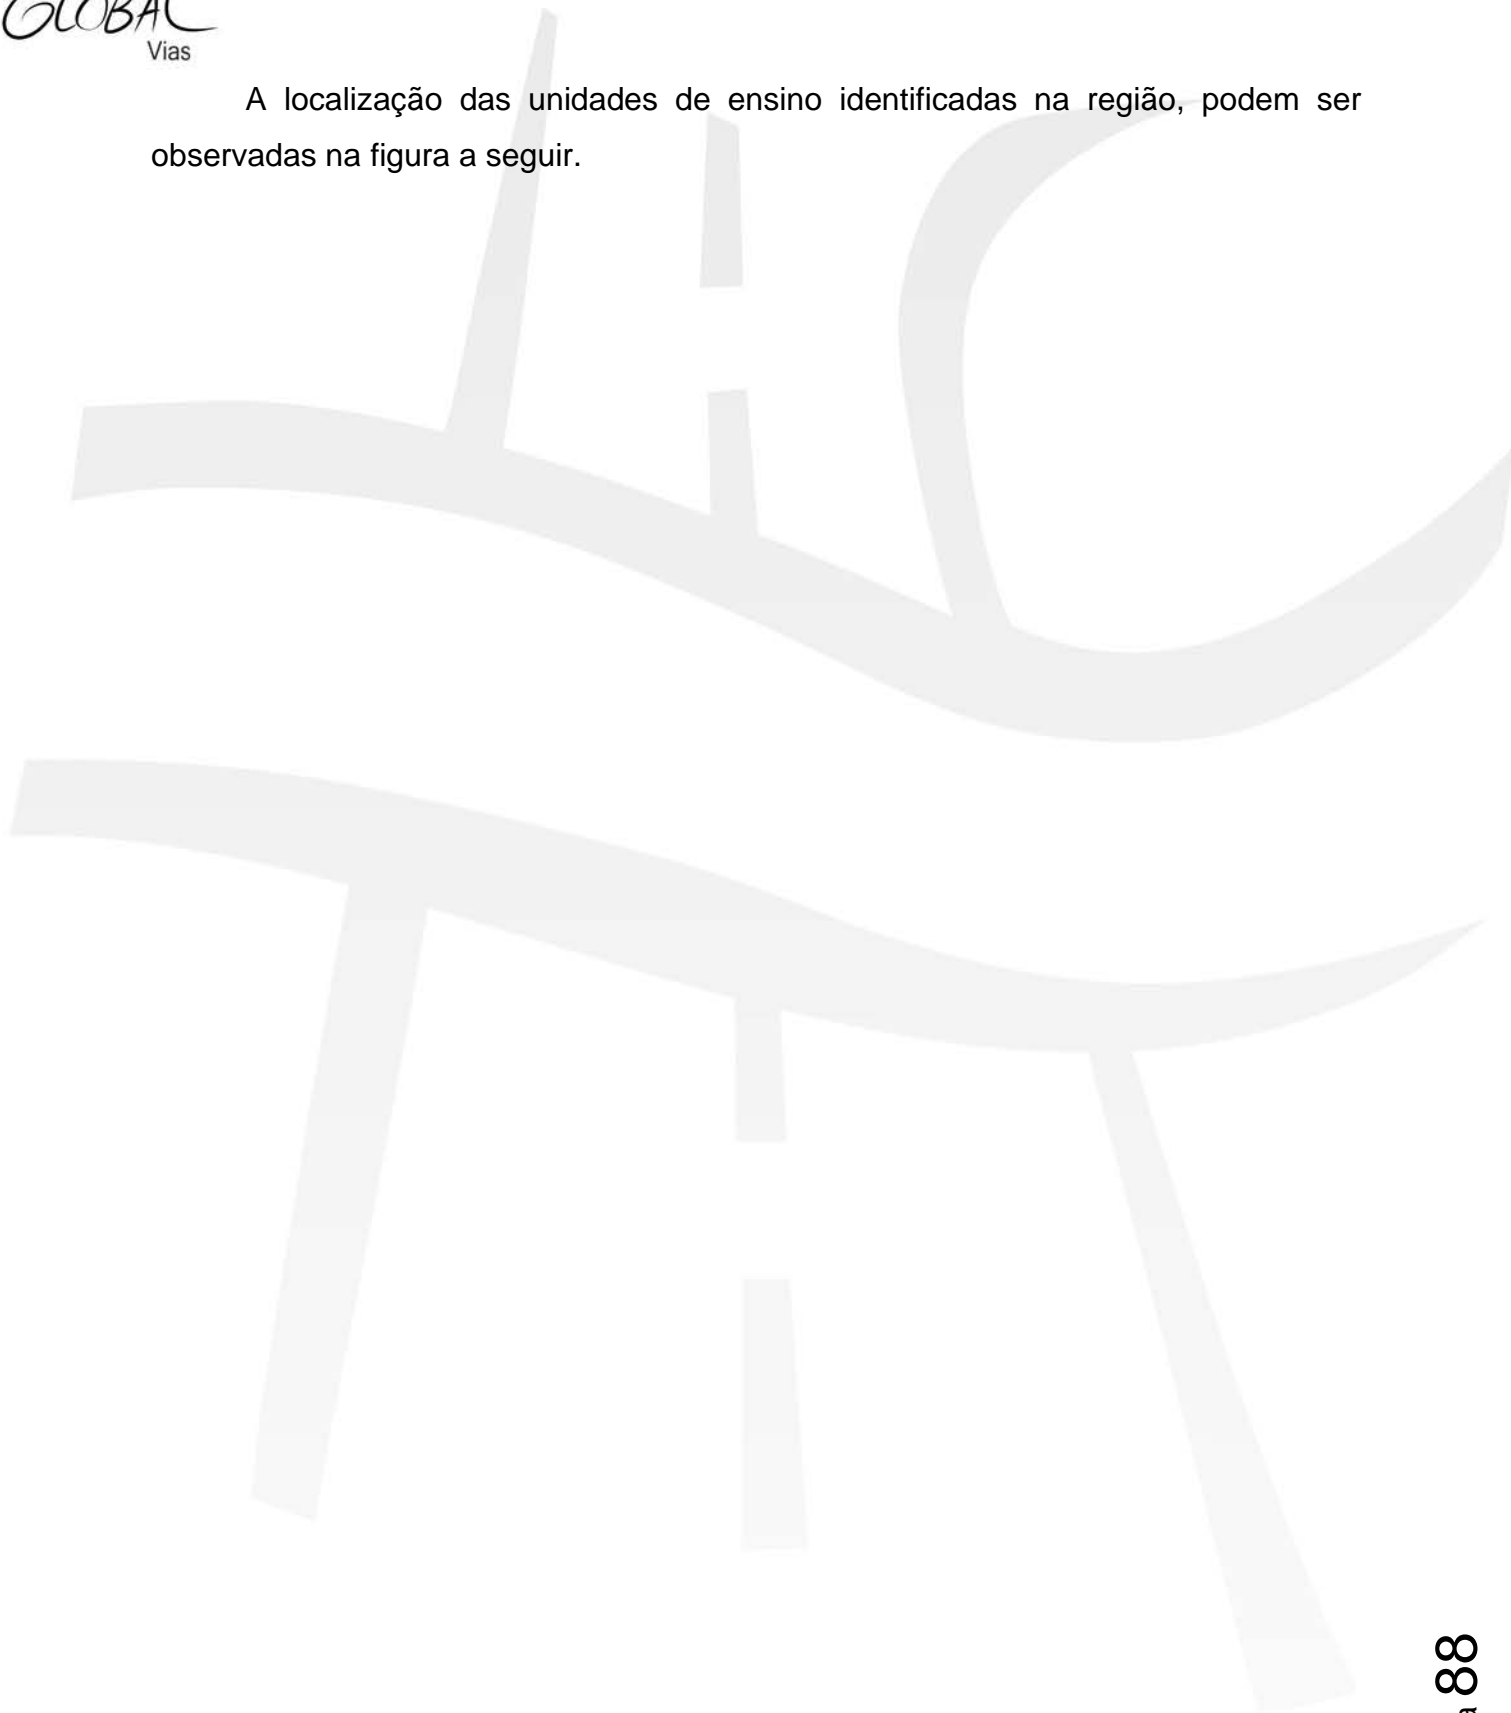 GLOBAL
Vias
A localização das unidades de ensino identificadas na região, podem ser
observadas na figura a seguir.
88